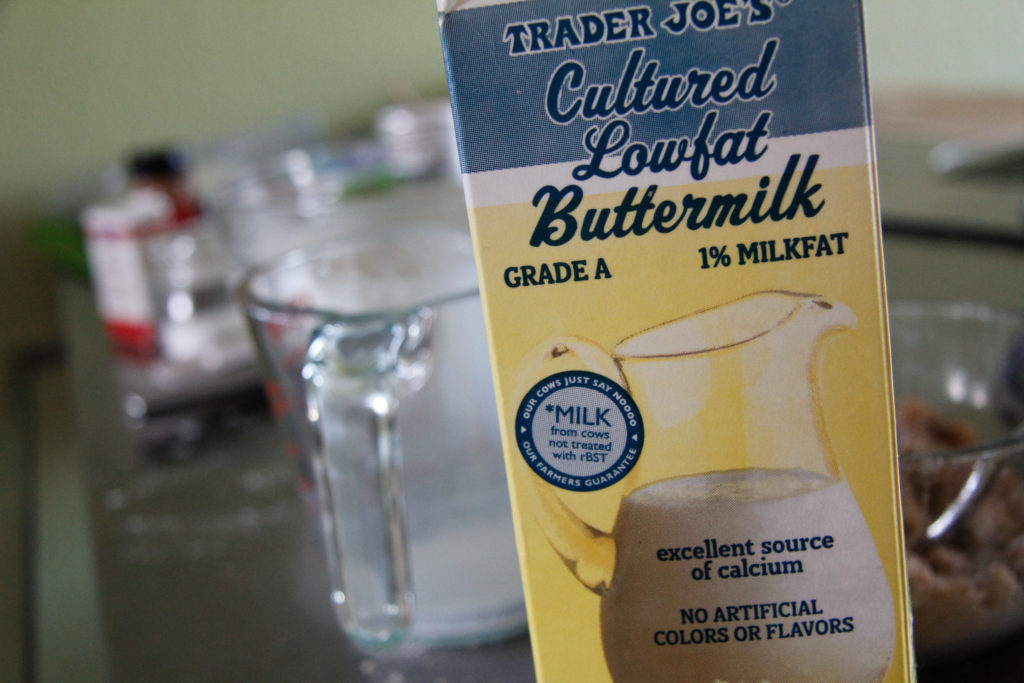 TRADER JOE'S
Cultured
Lowfat
Buttermilk
GRADE A
1% MILKFAT
OUR COWS JUST SAY NOOOO
*MILK
from cows
not treated
with rBST
OUR FARMERS GUARANTEE
excellent source
of calcium
NO ARTIFICIAL
COLORS OR FLAVORS